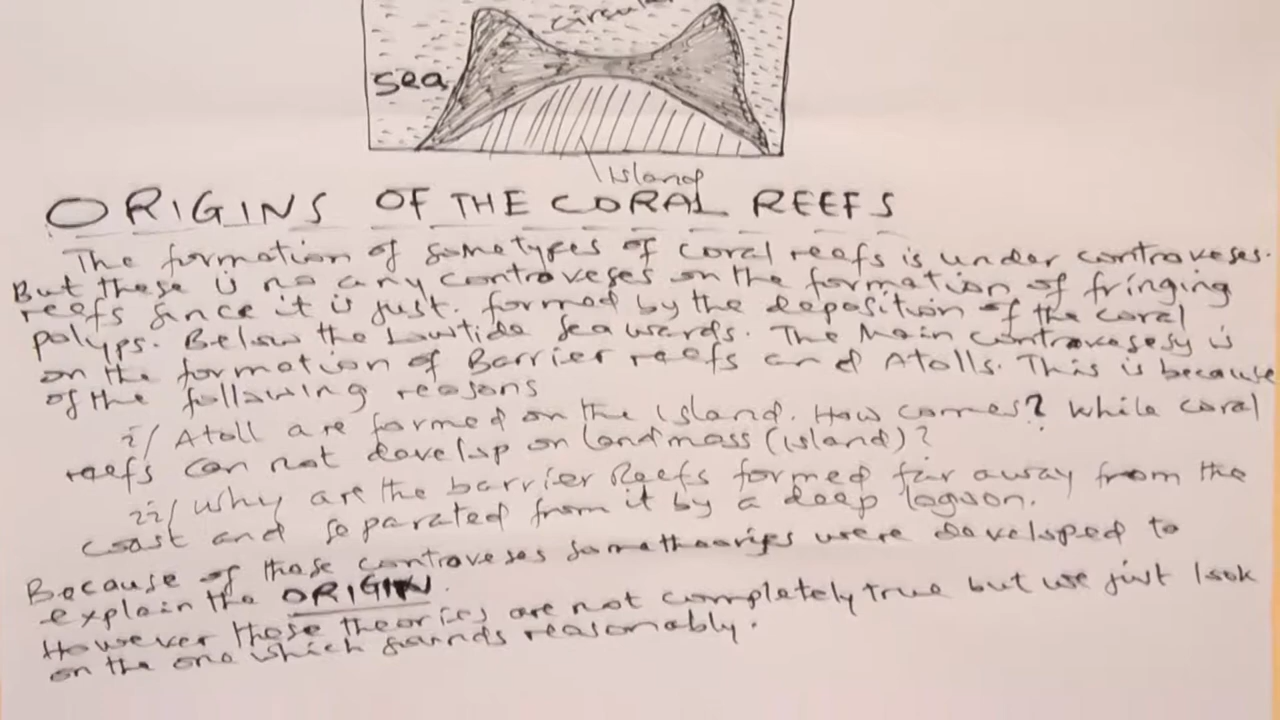 sea
Island
ORIGINS OF THE CORAL REEFS
The formation of some types of coral reefs is under controveses.
But these is no any controveses on the formation of fringing
reefs since it is just. formed by the deposition of the coral
polyps. Below the Lowtide seawards. The Main controvesesy is
on the formation of Barrier reefs and Atolls. This is because
of the following reasons
i/ Atoll are formed on the Island. How comes? While coral
reefs can not develop on landmass (island)?
ii/ Why are the barrier Reefs formed far away from the
coast and separated from it by a deep lagoon.
Because of these controveses some theories were developed to
explain the ORIGIN.
However these theories are not completely true but we just look
on the one which sounds reasonably.